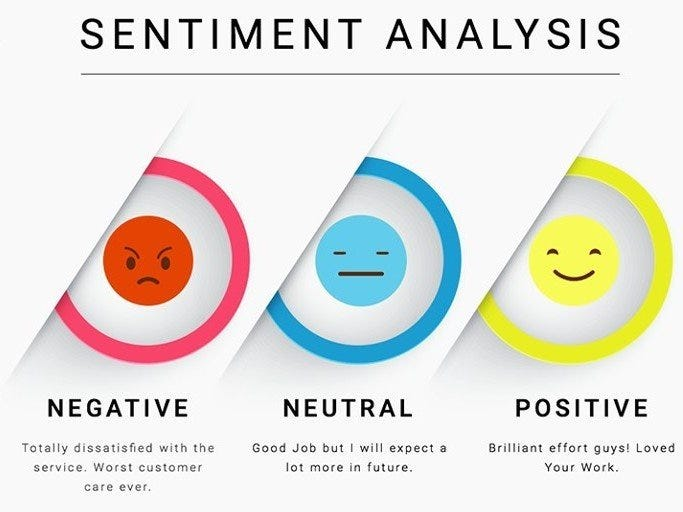 SENTIMENT ANALYSIS
NEGATIVE
Totally dissatisfied with the
service. Worst customer
care ever.
NEUTRAL
Good Job but I will expect a
lot more in future.
POSITIVE
Brilliant effort guys! Loved
Your Work.